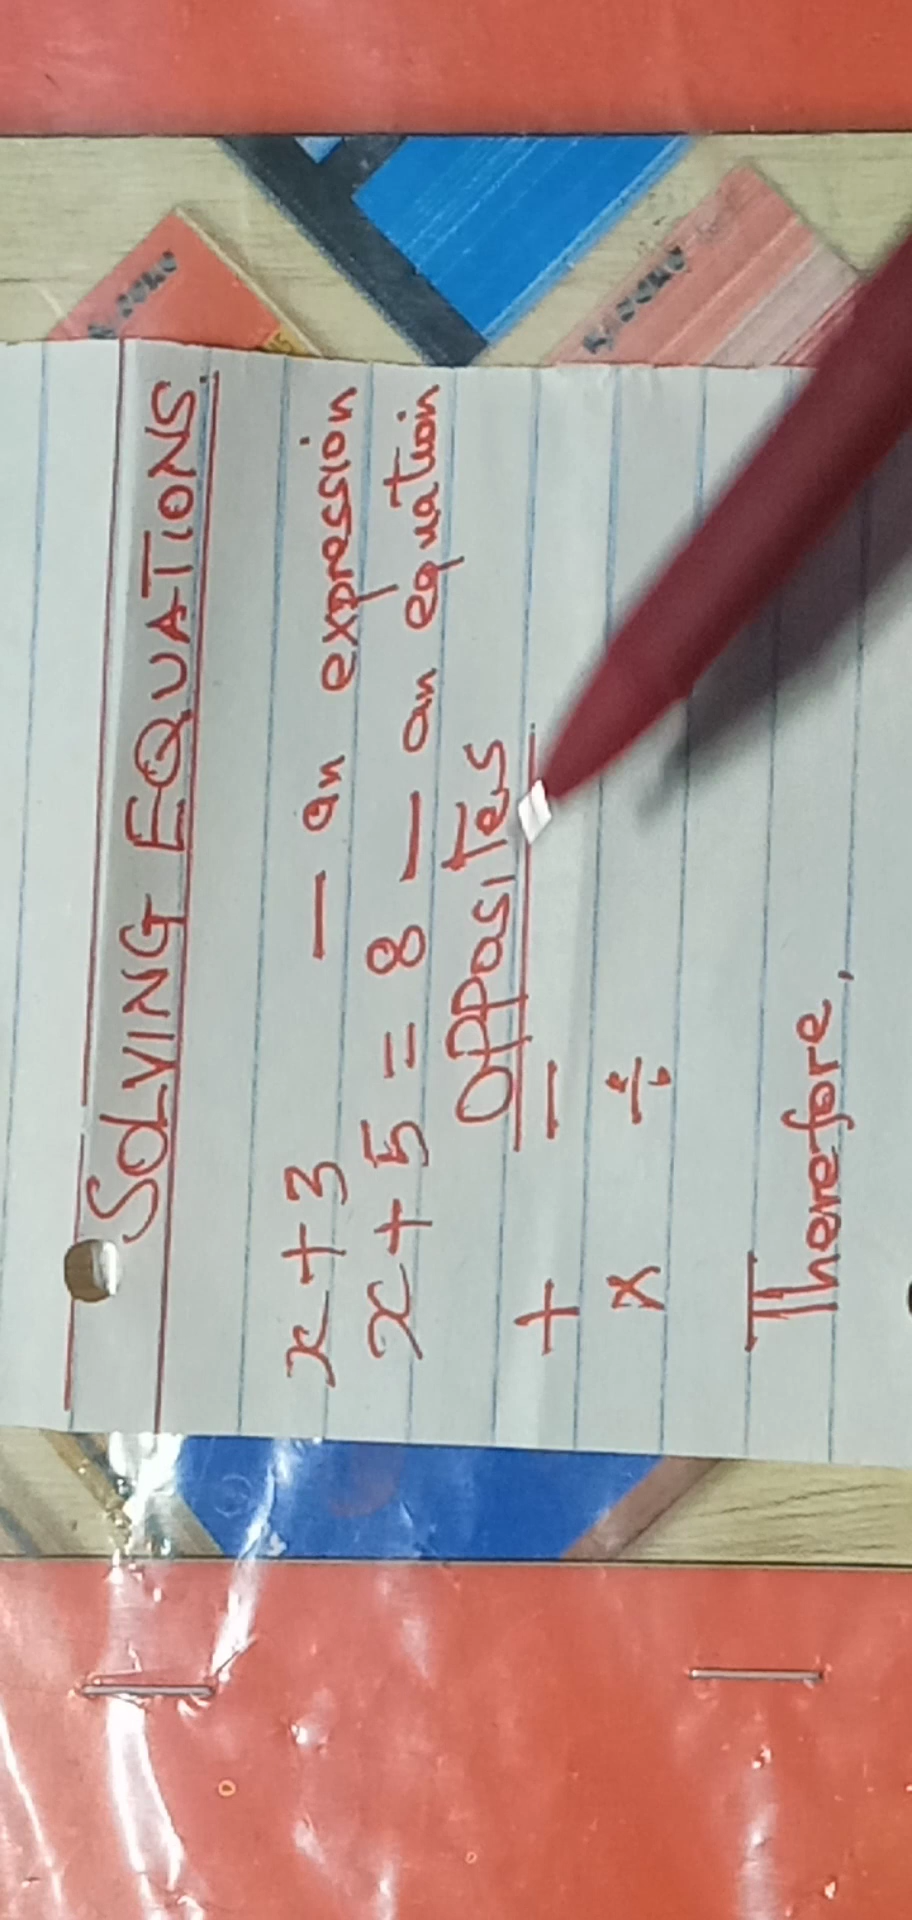 SOLVING EQUATIONS.
x+3 — an expression
x+5 = 8 — an equation
OPPOSITES
+ −
× ÷
Therefore,